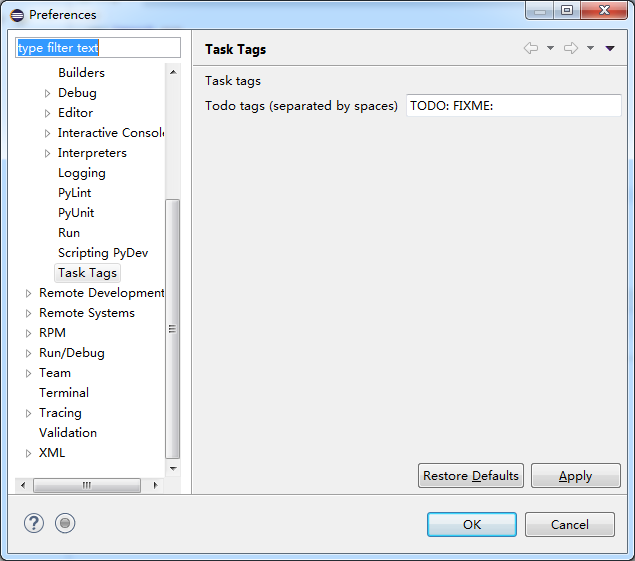 Preferences
type filter text
Builders
Debug
Editor
Interactive Consol
Interpreters
Logging
PyLint
PyUnit
Run
Scripting PyDev
Task Tags
Remote Development
Remote Systems
RPM
Run/Debug
Team
Terminal
Tracing
Validation
XML
Task Tags
Task tags
Todo tags (separated by spaces) TODO: FIXME:
Restore Defaults Apply
OK Cancel